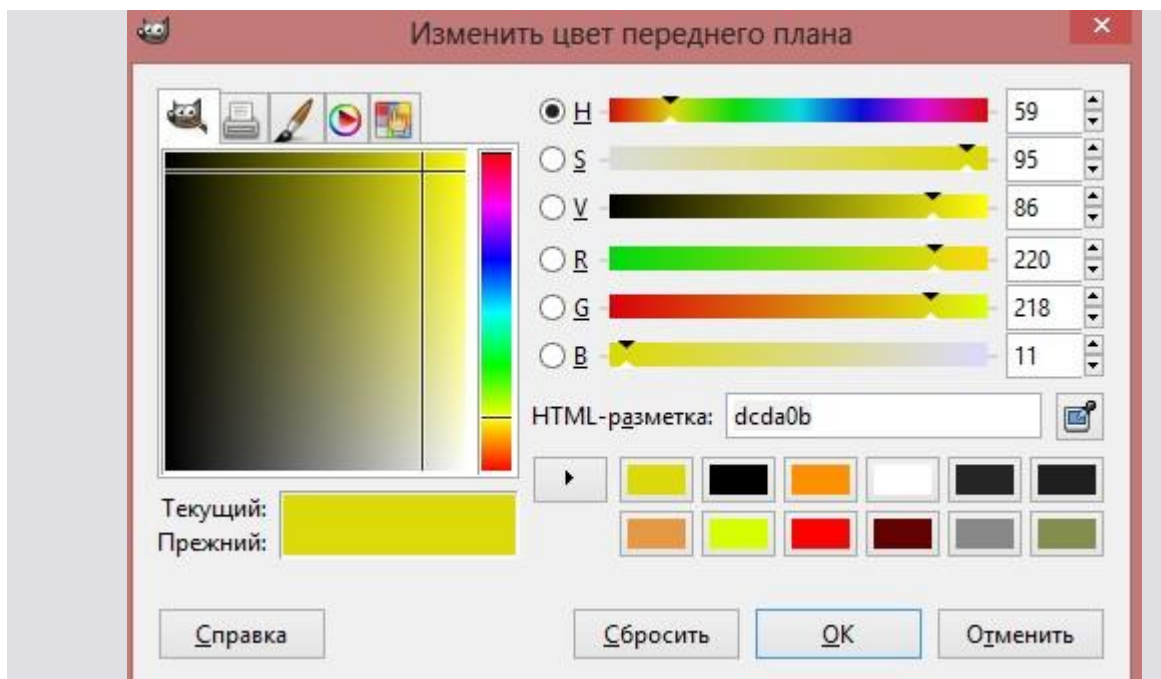 Изменить цвет переднего плана
H 59
S 95
V 86
R 220
G 218
B 11
HTML-разметка: dcda0b
Текущий:
Прежний:
Справка Сбросить OK Отменить